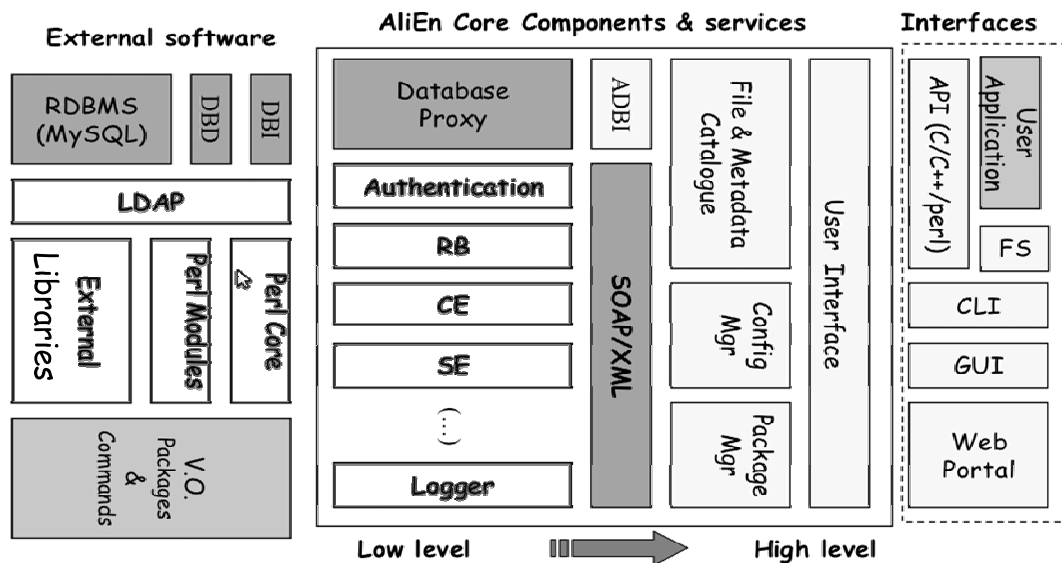 External software
AliEn Core Components & services
Interfaces
RDBMS
(MySQL)
DBD
DBI
LDAP
External
Libraries
Perl Modules
Perl Core
V.O.
Packages
&
Commands
Database
Proxy
ADBI
Authentication
RB
CE
SE
(...)
Logger
SOAP/XML
File & Metadata
Catalogue
Config
Mgr
Package
Mgr
User Interface
API (C/C++/perl)
User
Application
FS
CLI
GUI
Web
Portal
Low level
High level